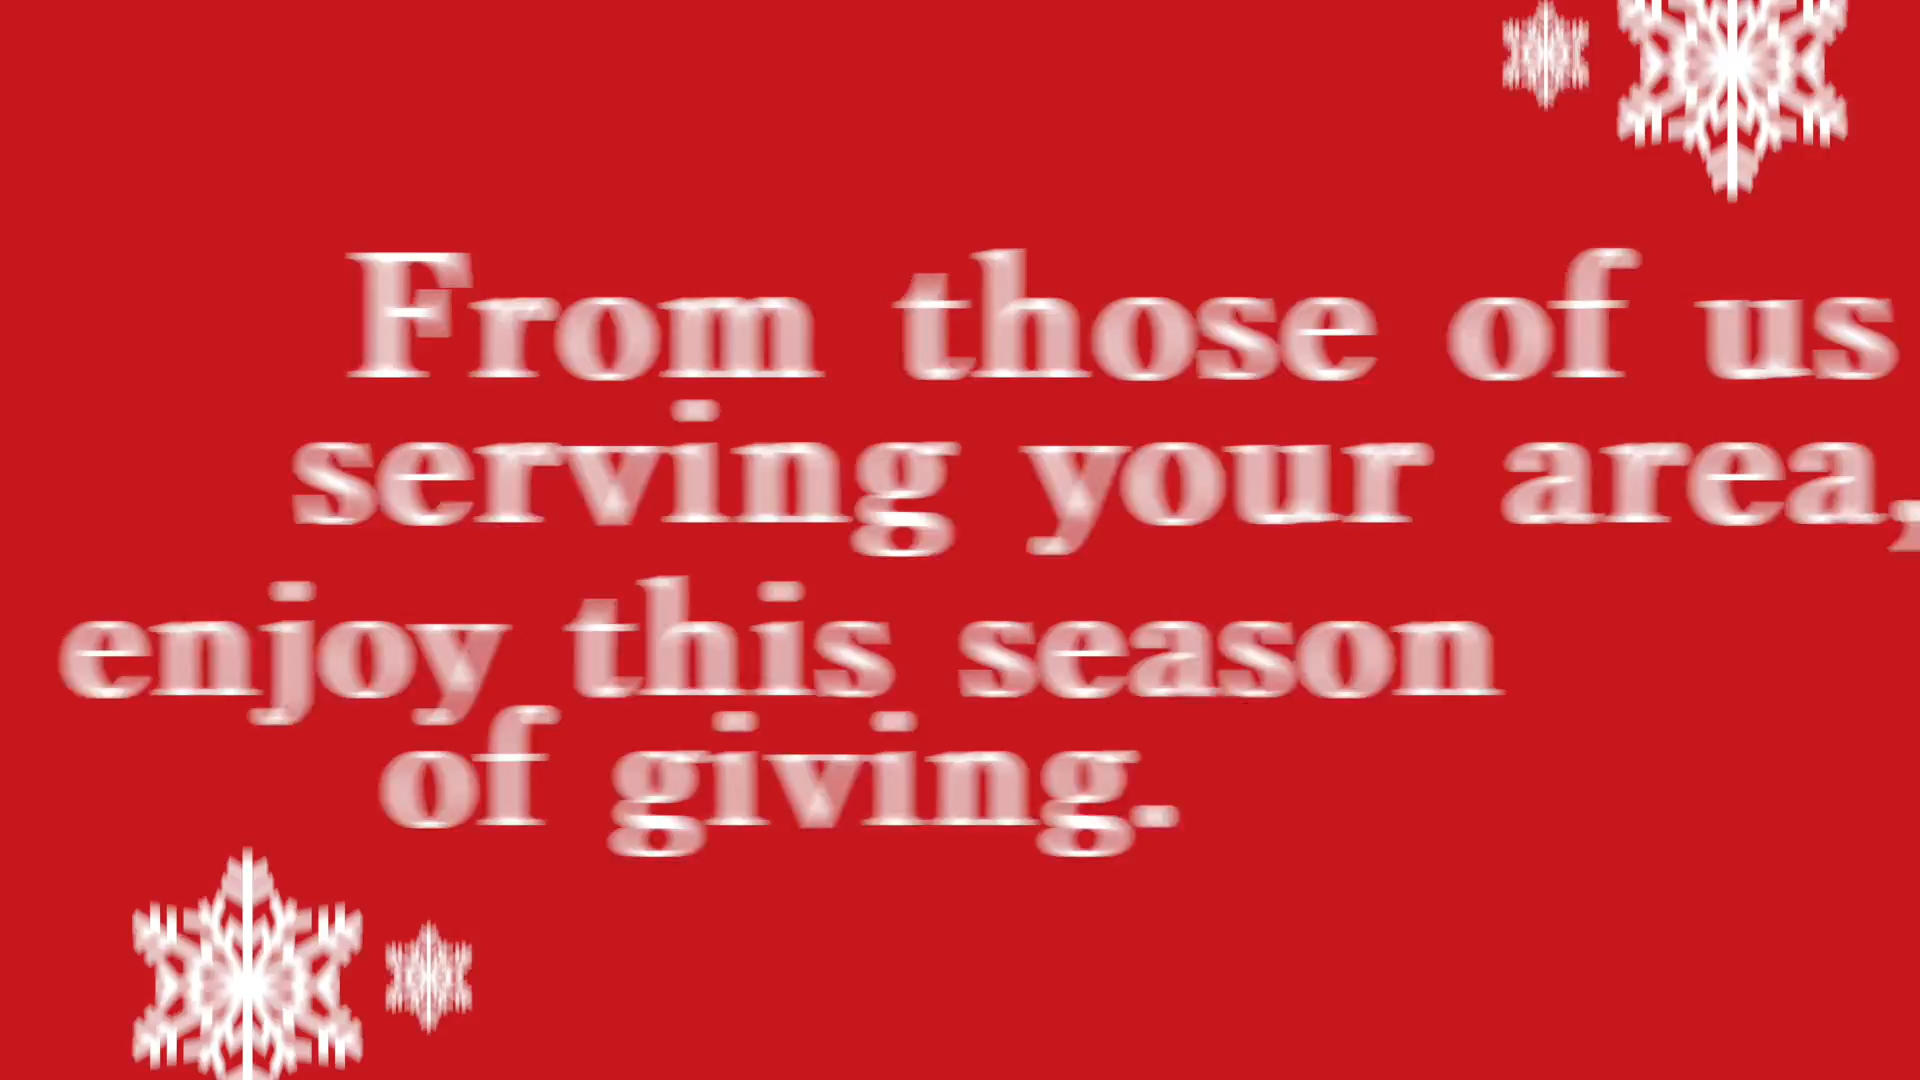 From those of us
serving your area,
enjoy this season
of giving.